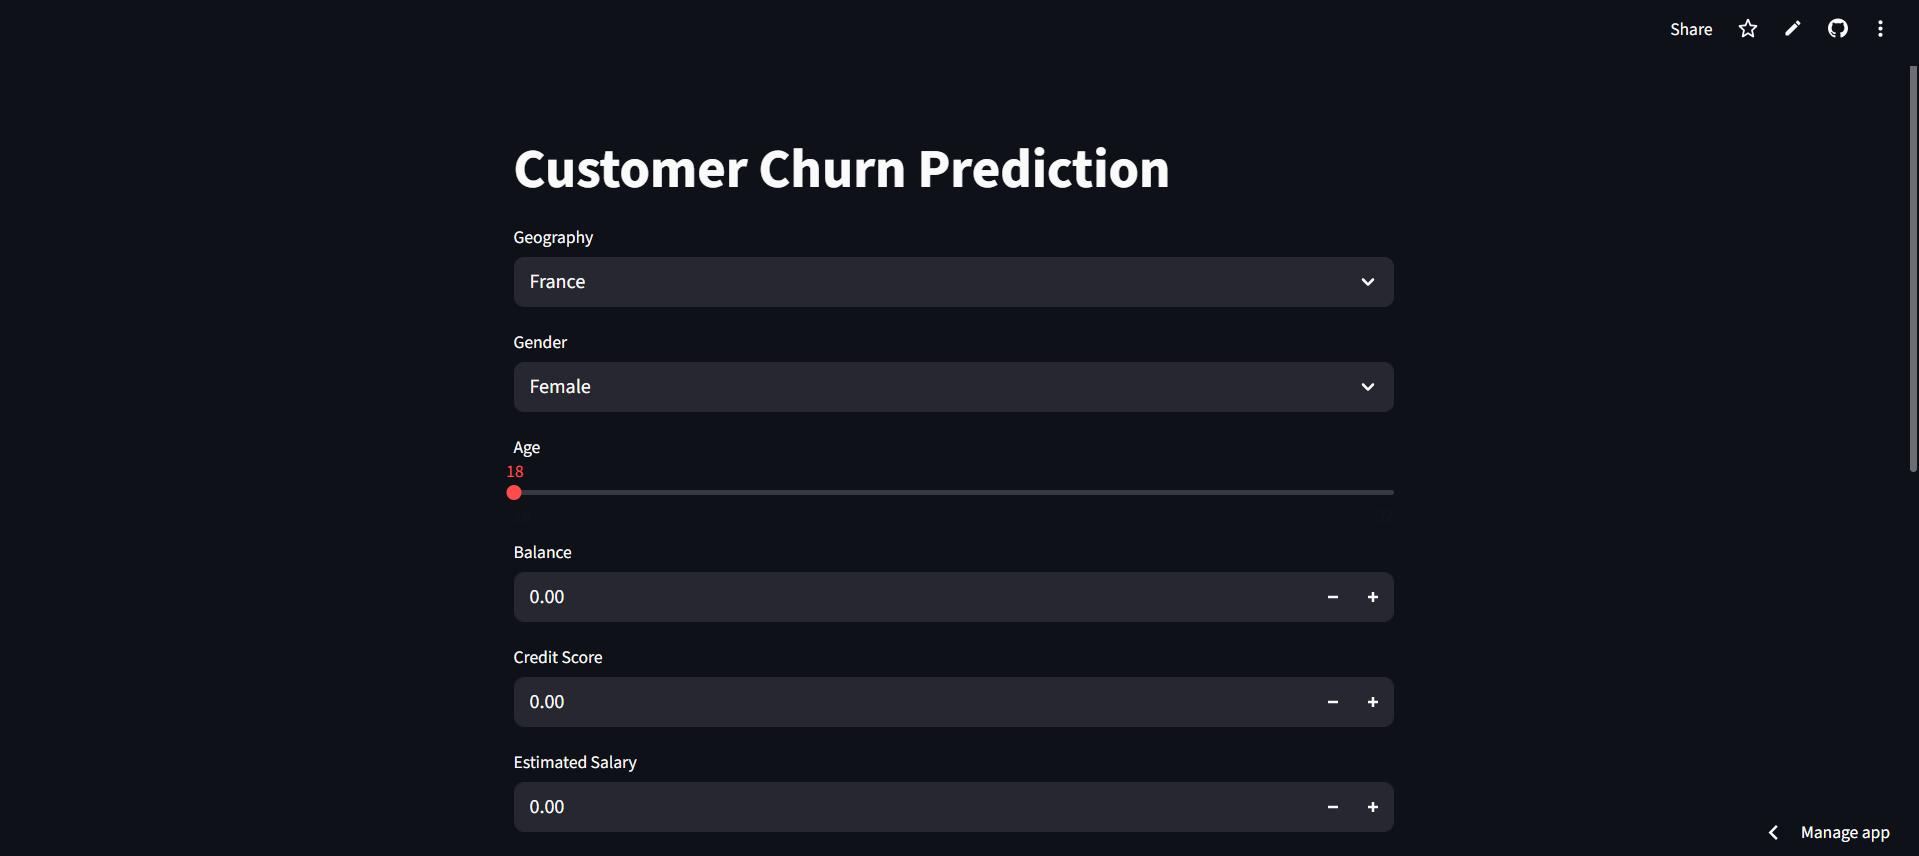 Share
Customer Churn Prediction
Geography
France
Gender
Female
Age
18
Balance
0.00
Credit Score
0.00
Estimated Salary
0.00
Manage app